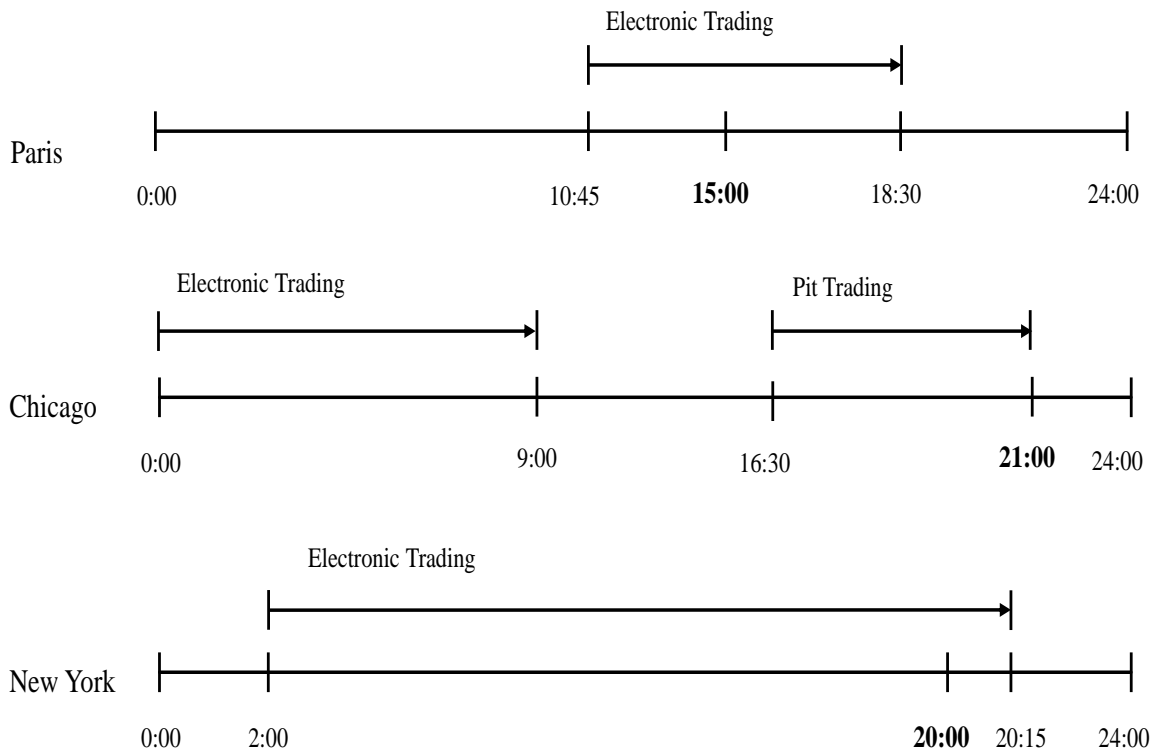 Electronic Trading
Paris
0:00 10:45 15:00 18:30 24:00
Electronic Trading Pit Trading
Chicago
0:00 9:00 16:30 21:00 24:00
Electronic Trading
New York
0:00 2:00 20:00 20:15 24:00